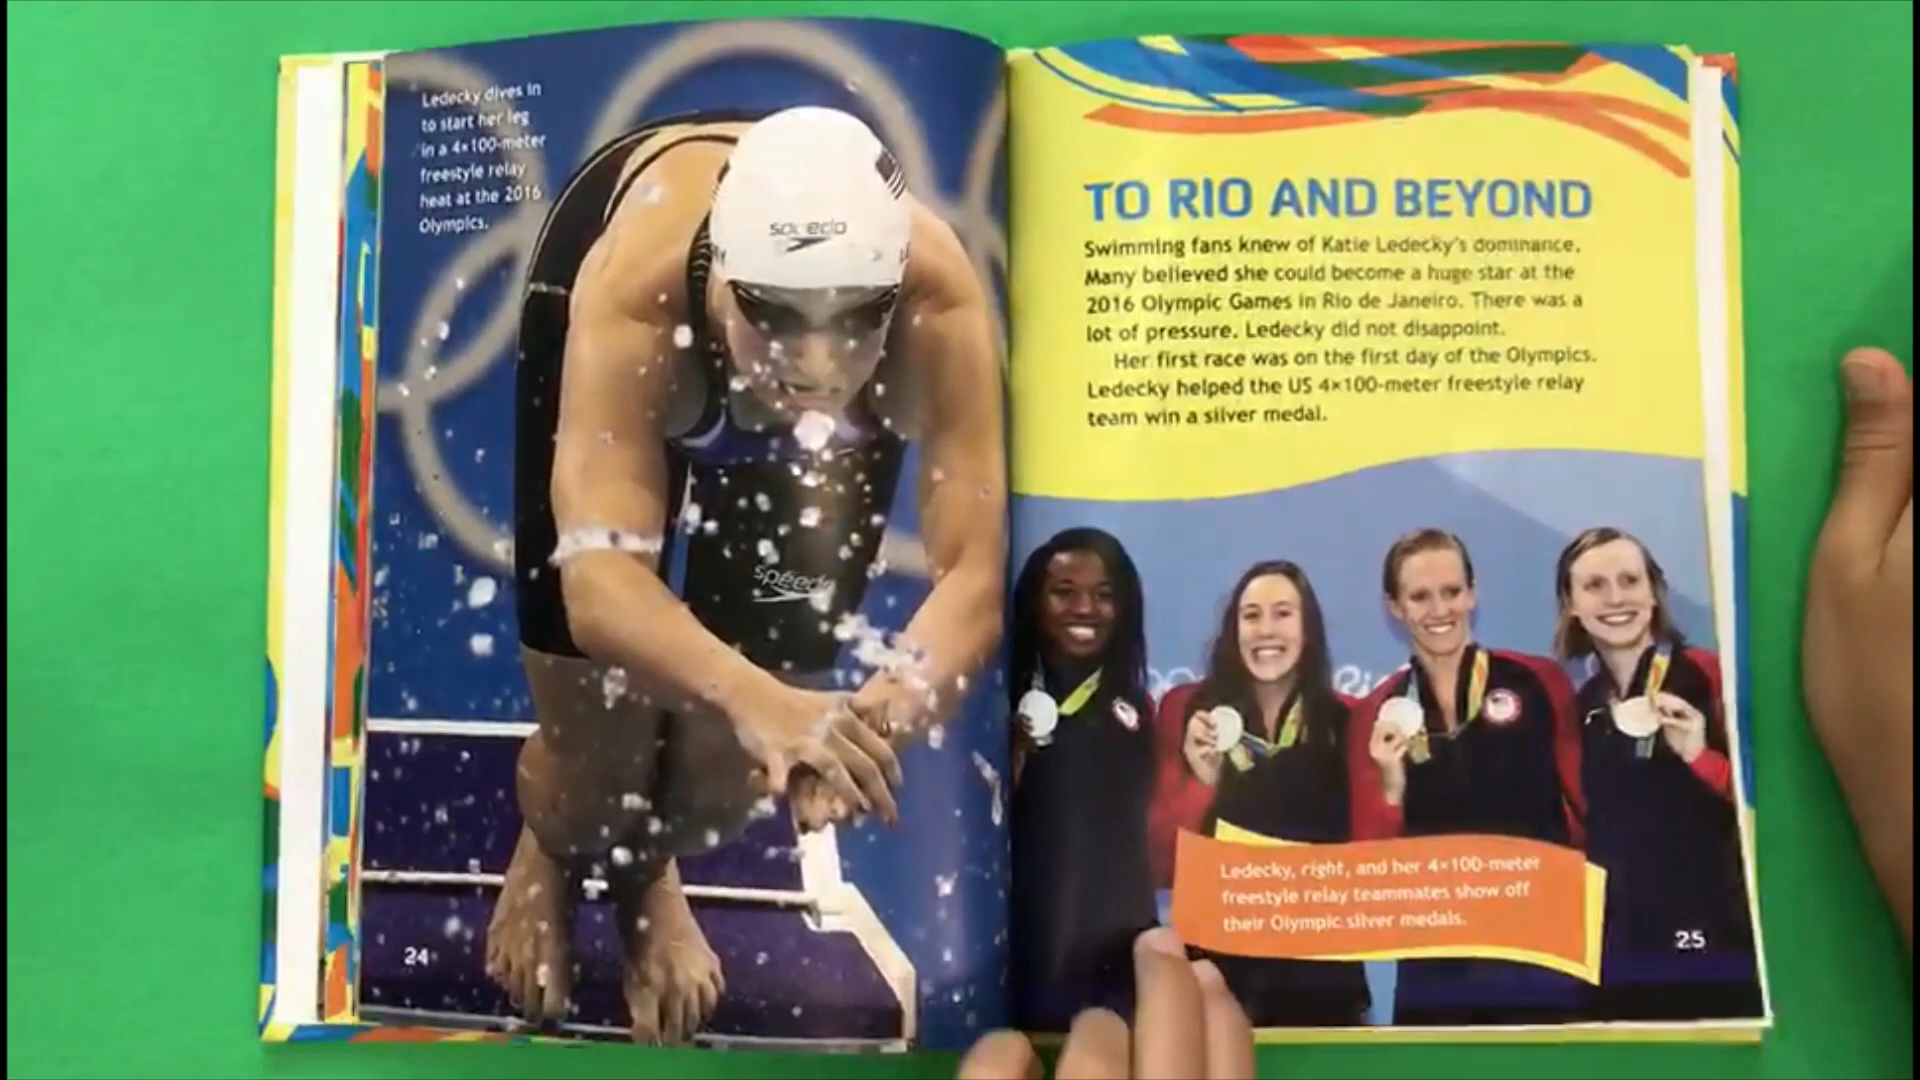 Ledecky dives in
to start her leg
in a 4×100-meter
freestyle relay
heat at the 2016
Olympics.
speedo
speedo
24
TO RIO AND BEYOND
Swimming fans knew of Katie Ledecky's dominance.
Many believed she could become a huge star at the
2016 Olympic Games in Rio de Janeiro. There was a
lot of pressure. Ledecky did not disappoint.
Her first race was on the first day of the Olympics.
Ledecky helped the US 4×100-meter freestyle relay
team win a silver medal.
Ledecky, right, and her 4×100-meter
freestyle relay teammates show off
their Olympic silver medals.
25